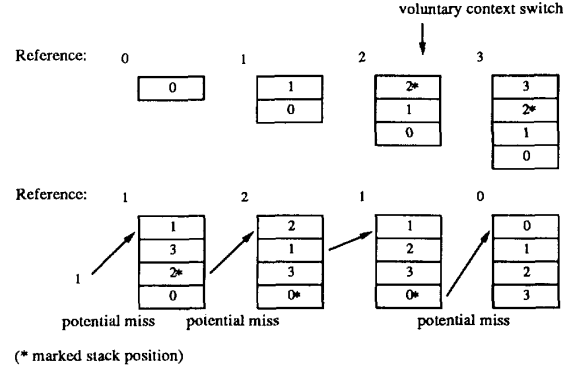 voluntary context switch
Reference: 0 1 2 3
0 1 2* 3
0 1 2*
0 1
0
Reference: 1 2 1 0
1 2 1 0
3 1 2 1
1 2* 3 3 2
0 0* 0* 3
potential miss potential miss potential miss
(* marked stack position)